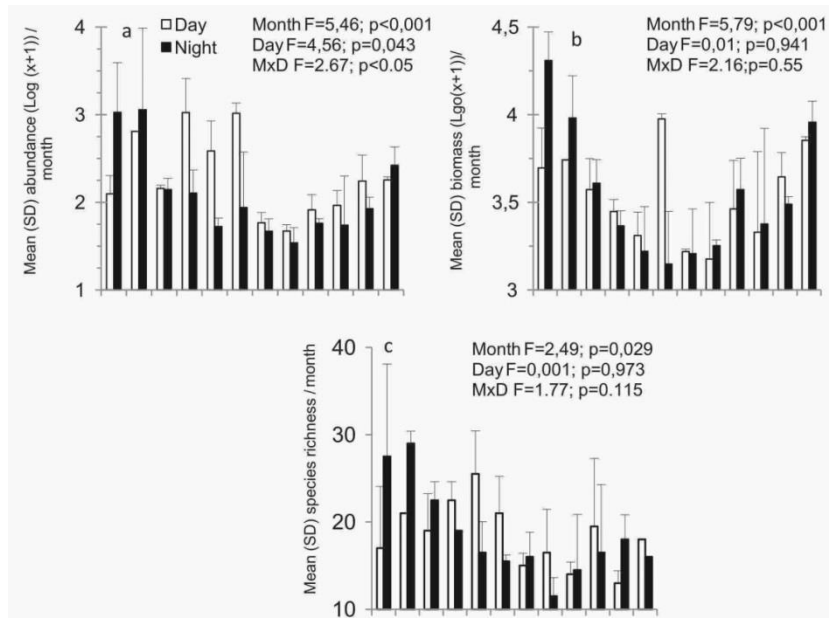 a
Day
Night
Month F=5,46; p<0,001
Day F=4,56; p=0,043
MxD F=2.67; p<0.05
Mean (SD) abundance (Log (x+1)) /
month
4
3
2
1
b
Month F=5,79; p<0,001
Day F=0,01; p=0,941
MxD F=2.16;p=0.55
Mean (SD) biomass (Lgo(x+1))/
month
4,5
4
3,5
3
c
Month F=2,49; p=0,029
Day F=0,001; p=0,973
MxD F=1.77; p=0.115
Mean (SD) species richness / month
40
30
20
10